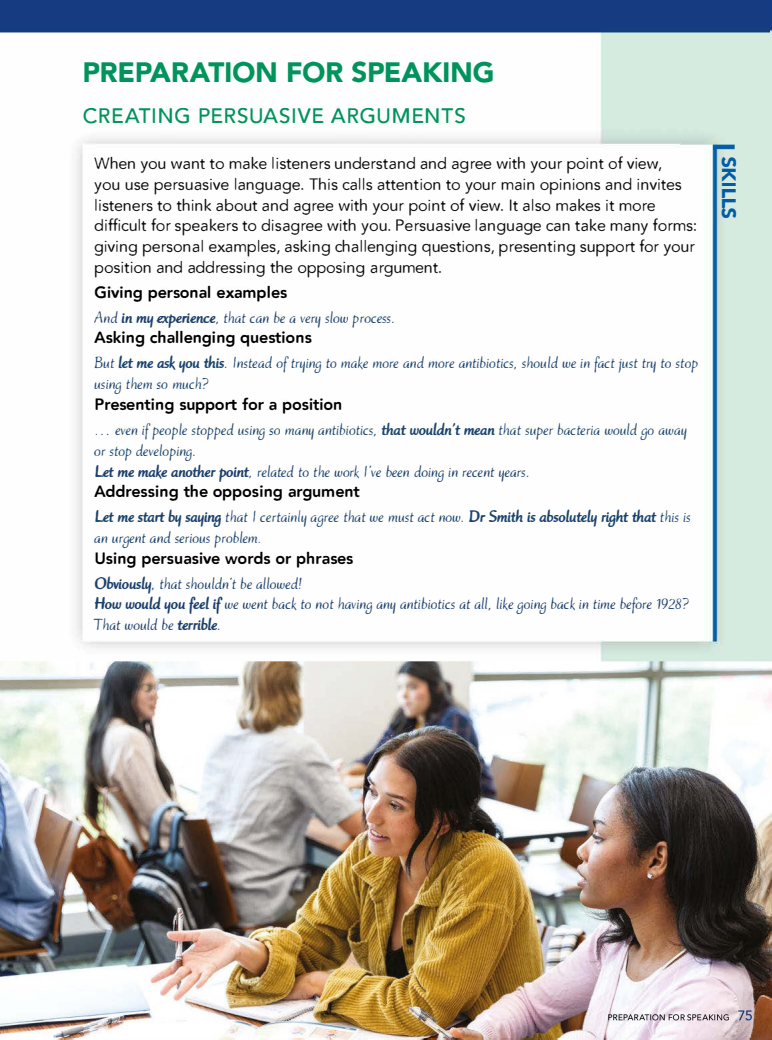 PREPARATION FOR SPEAKING
CREATING PERSUASIVE ARGUMENTS
SKILLS
When you want to make listeners understand and agree with your point of view,
you use persuasive language. This calls attention to your main opinions and invites
listeners to think about and agree with your point of view. It also makes it more
difficult for speakers to disagree with you. Persuasive language can take many forms:
giving personal examples, asking challenging questions, presenting support for your
position and addressing the opposing argument.
Giving personal examples
And in my experience, that can be a very slow process.
Asking challenging questions
But let me ask you this. Instead of trying to make more and more antibiotics, should we in fact just try to stop
using them so much?
Presenting support for a position
… even if people stopped using so many antibiotics, that wouldn't mean that super bacteria would go away
or stop developing.
Let me make another point, related to the work I've been doing in recent years.
Addressing the opposing argument
Let me start by saying that I certainly agree that we must act now. Dr Smith is absolutely right that this is
an urgent and serious problem.
Using persuasive words or phrases
Obviously, that shouldn't be allowed!
How would you feel if we went back to not having any antibiotics at all, like going back in time before 1928?
That would be terrible.
PREPARATION FOR SPEAKING 75